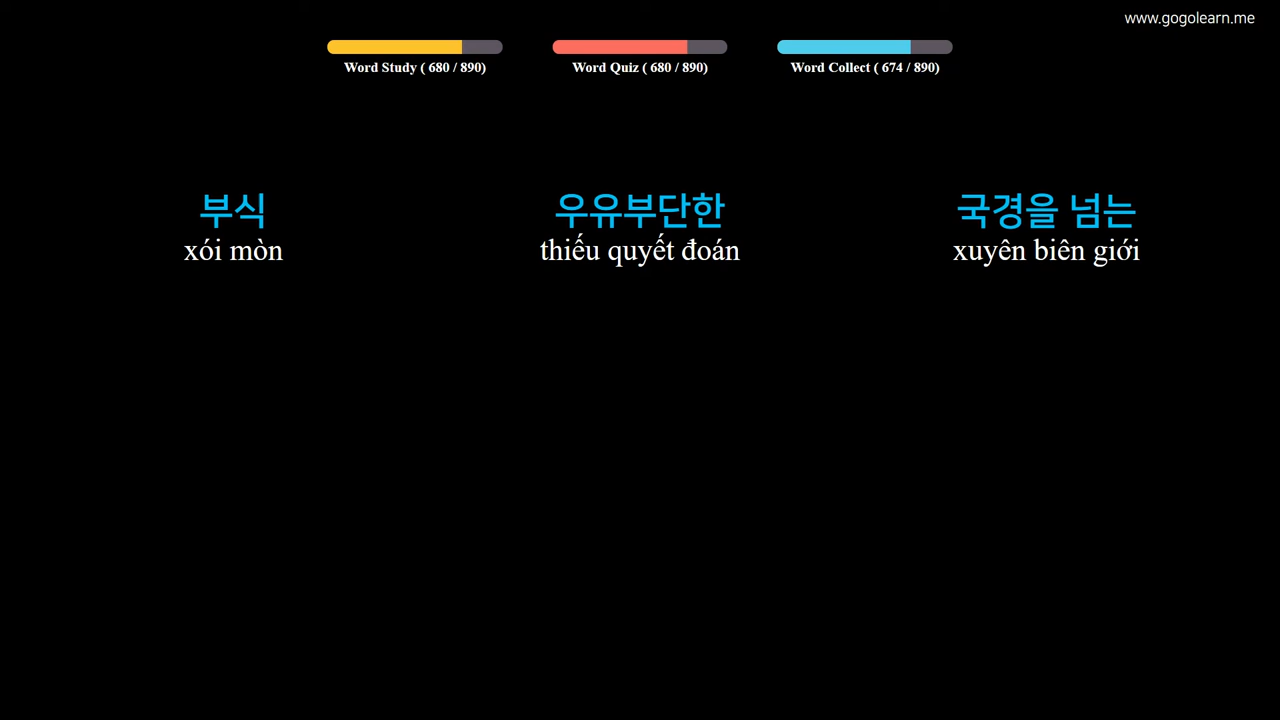 www.gogolearn.me
Word Study ( 680 / 890)
Word Quiz ( 680 / 890)
Word Collect ( 674 / 890)
부식
xói mòn
우유부단한
thiếu quyết đoán
국경을 넘는
xuyên biên giới